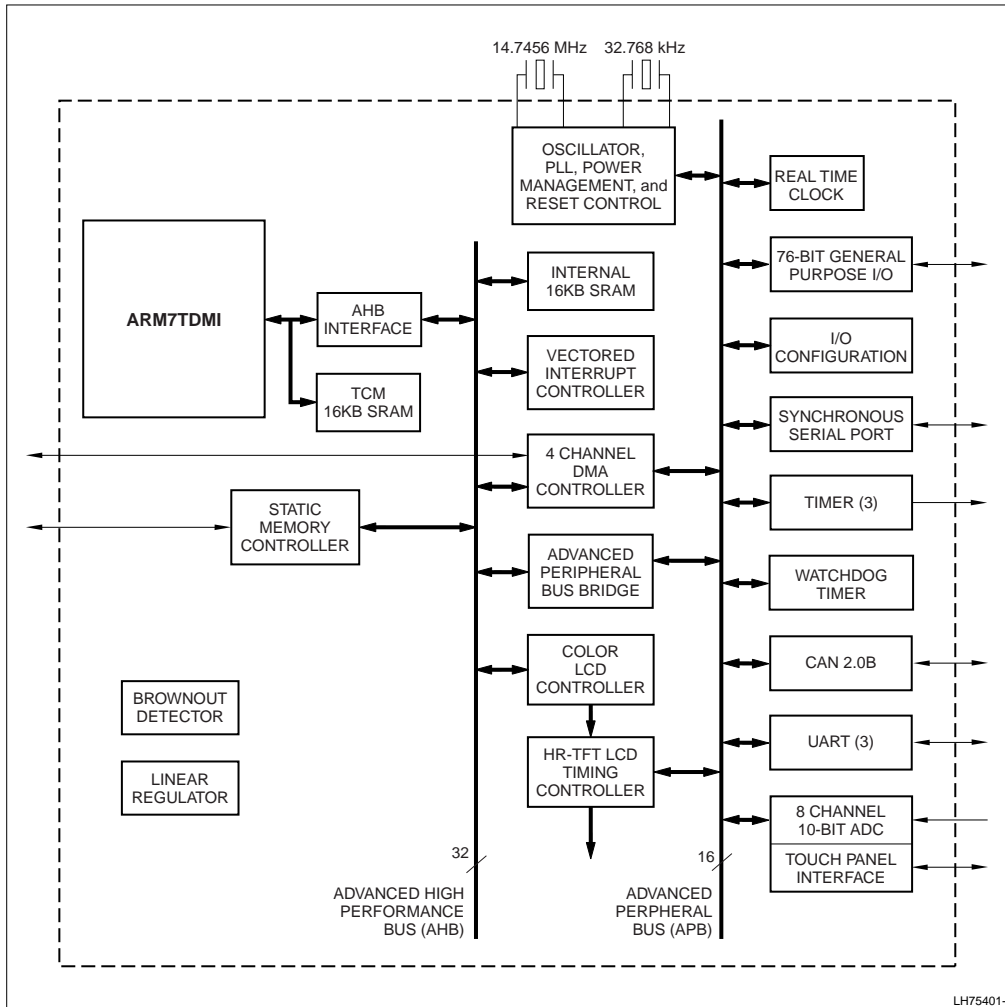 14.7456 MHz
32.768 kHz
OSCILLATOR,
PLL, POWER
MANAGEMENT, and
RESET CONTROL
REAL TIME
CLOCK
ARM7TDMI
AHB
INTERFACE
TCM
16KB SRAM
INTERNAL
16KB SRAM
VECTORED
INTERRUPT
CONTROLLER
4 CHANNEL
DMA
CONTROLLER
STATIC
MEMORY
CONTROLLER
ADVANCED
PERIPHERAL
BUS BRIDGE
COLOR
LCD
CONTROLLER
HR-TFT LCD
TIMING
CONTROLLER
BROWNOUT
DETECTOR
LINEAR
REGULATOR
76-BIT GENERAL
PURPOSE I/O
I/O
CONFIGURATION
SYNCHRONOUS
SERIAL PORT
TIMER (3)
WATCHDOG
TIMER
CAN 2.0B
UART (3)
8 CHANNEL
10-BIT ADC
TOUCH PANEL
INTERFACE
32
ADVANCED HIGH
PERFORMANCE
BUS (AHB)
16
ADVANCED
PERPHERAL
BUS (APB)
LH75401-